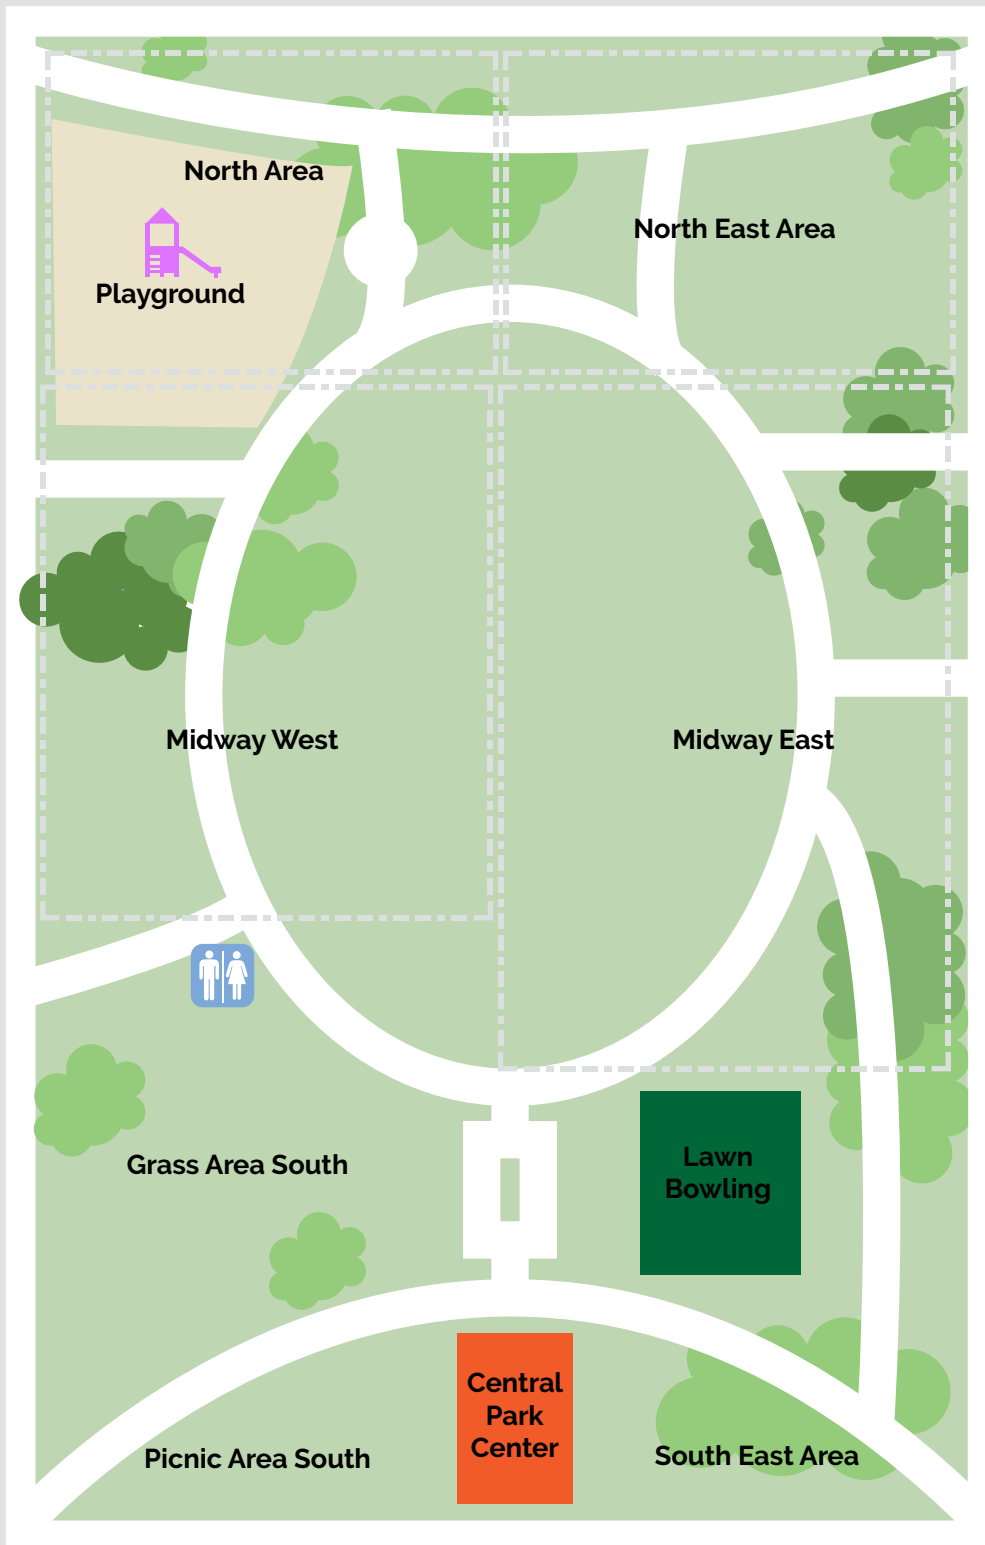 North Area
North East Area
Playground
Midway West
Midway East
Lawn
Bowling
Grass Area South
Central
Park
Center
Picnic Area South
South East Area